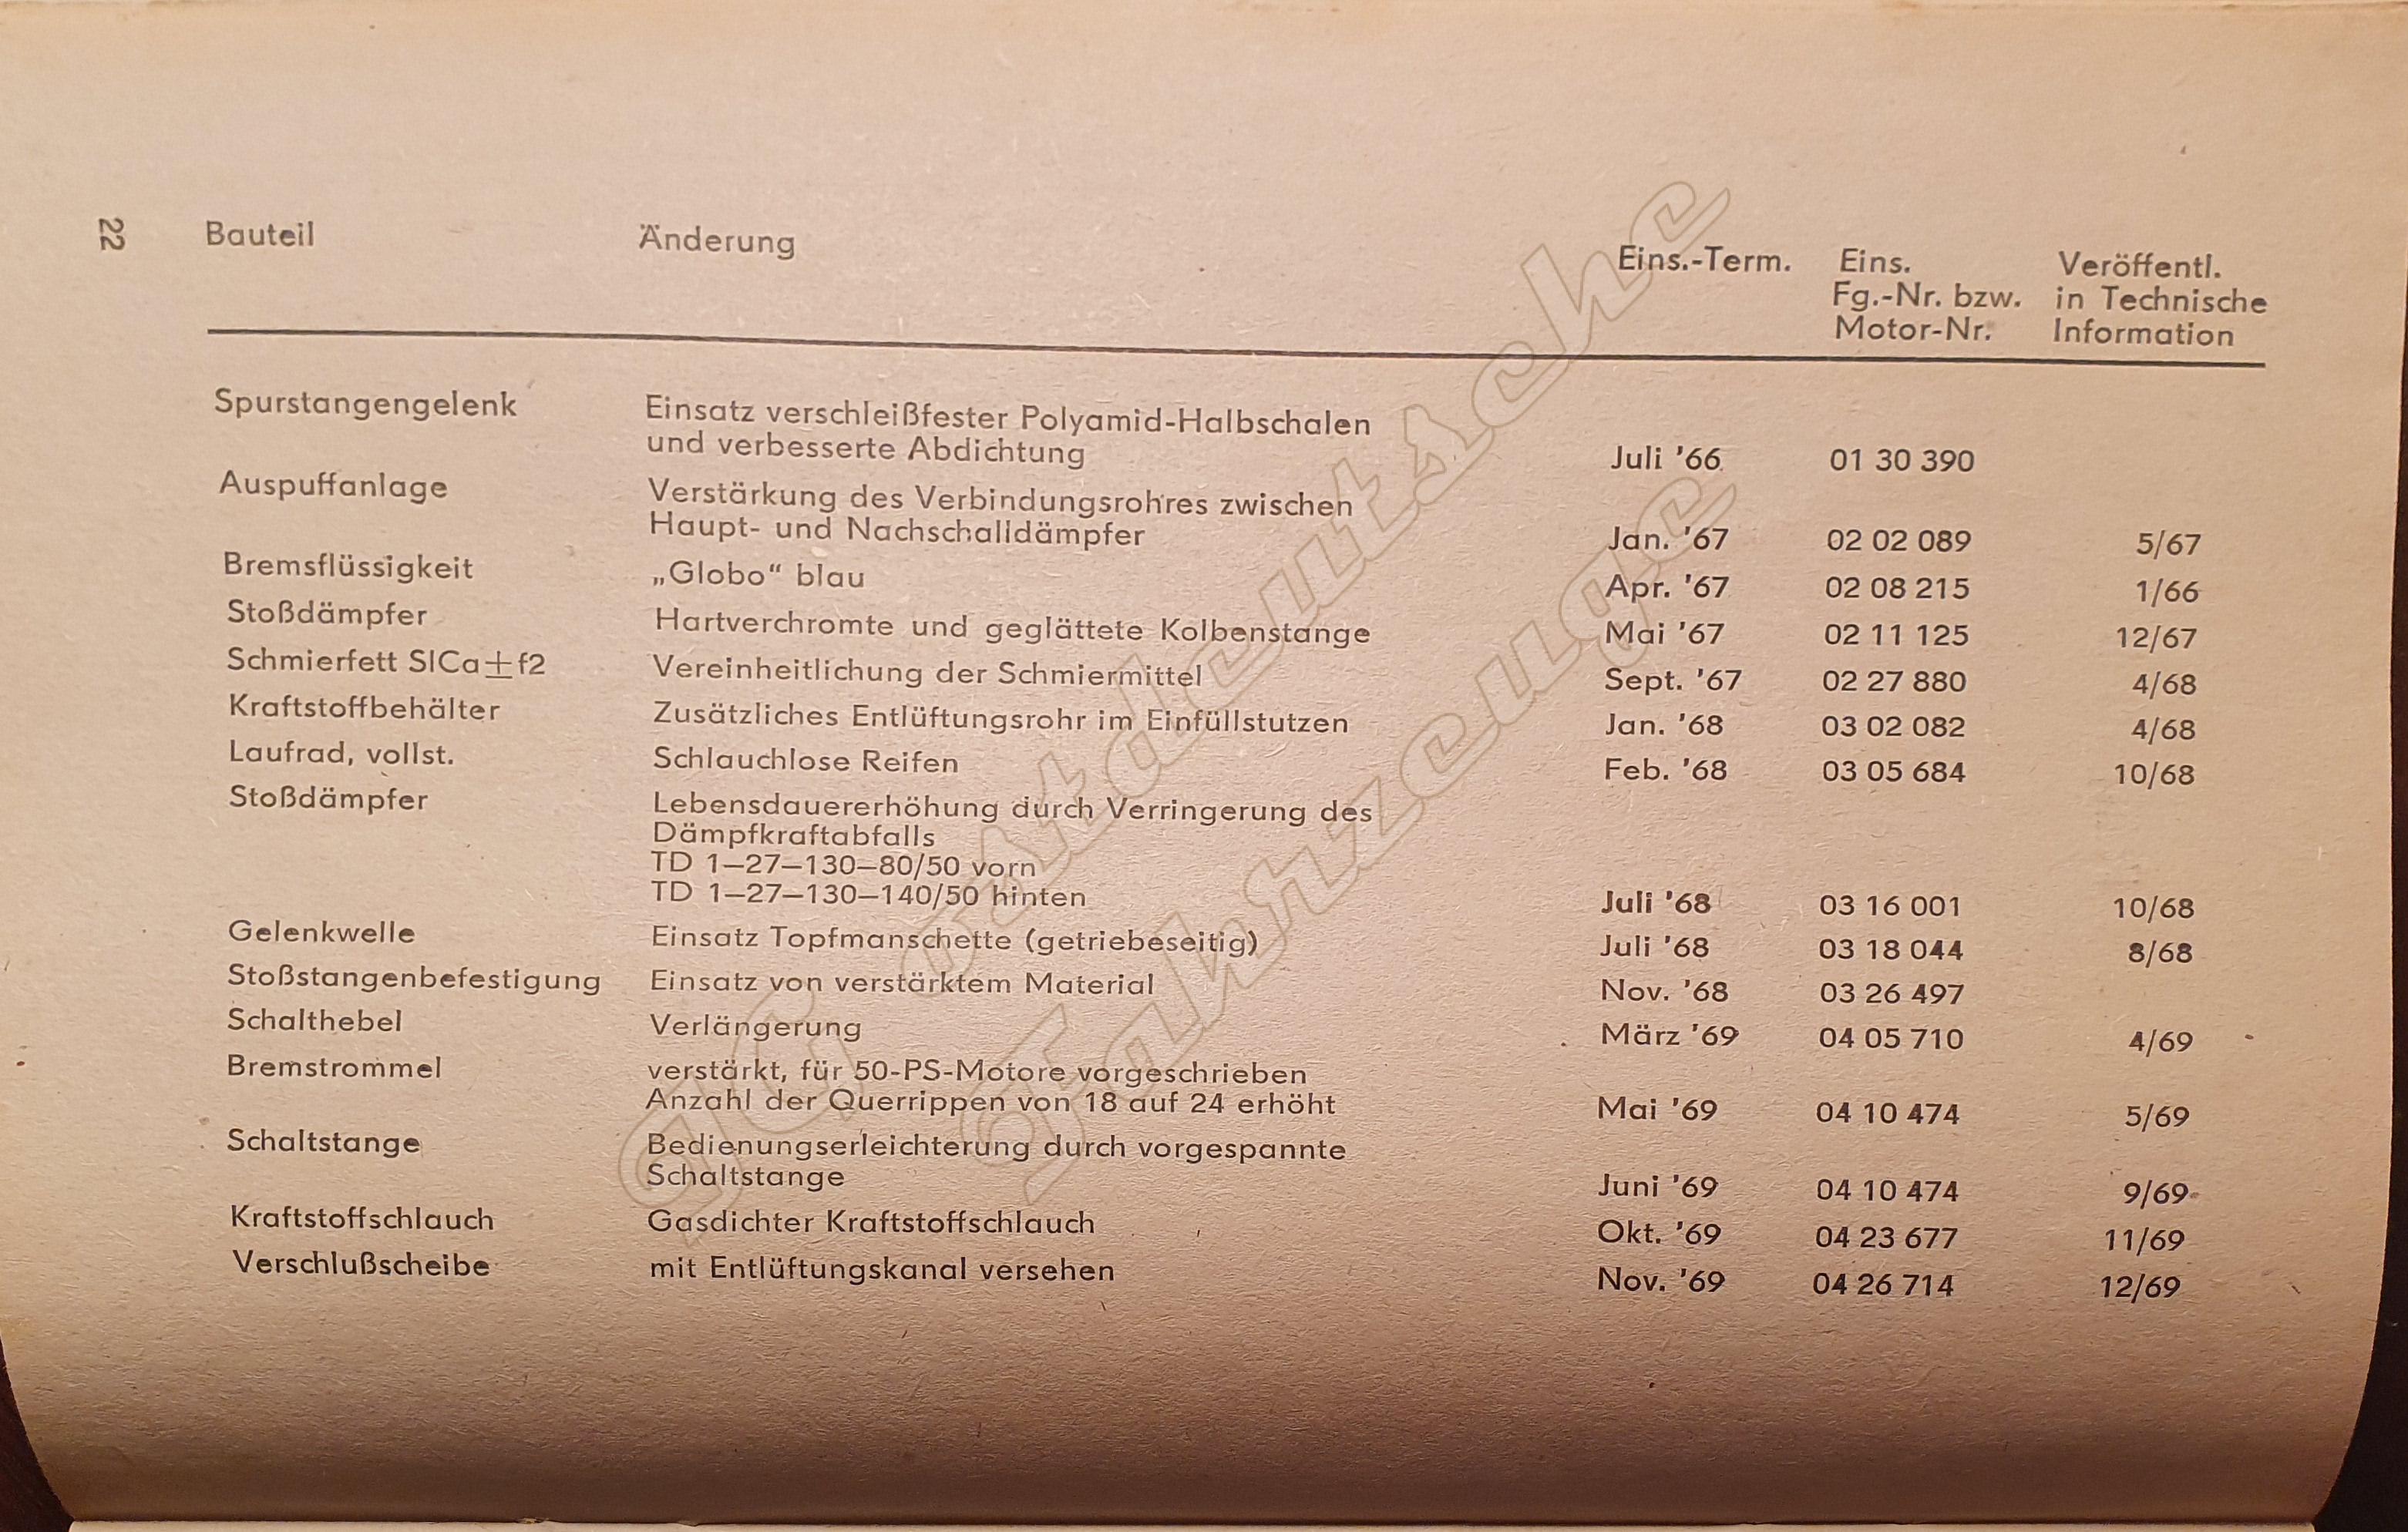 22
Bauteil Änderung Eins.-Term. Eins. Veröffentl.
Fg.-Nr. bzw. in Technische
Motor-Nr. Information
Spurstangengelenk Einsatz verschleißfester Polyamid-Halbschalen
und verbesserte Abdichtung Juli '66 01 30 390
Auspuffanlage Verstärkung des Verbindungsrohres zwischen
Haupt- und Nachschalldämpfer Jan. '67 02 02 089 5/67
Bremsflüssigkeit „Globo“ blau Apr. '67 02 08 215 1/66
Stoßdämpfer Hartverchromte und geglättete Kolbenstange Mai '67 02 11 125 12/67
Schmierfett SlCa±f2 Vereinheitlichung der Schmiermittel Sept. '67 02 27 880 4/68
Kraftstoffbehälter Zusätzliches Entlüftungsrohr im Einfüllstutzen Jan. '68 03 02 082 4/68
Laufrad, vollst. Schlauchlose Reifen Feb. '68 03 05 684 10/68
Stoßdämpfer Lebensdauererhöhung durch Verringerung des
Dämpfkraftabfalls
TD 1–27–130–80/50 vorn
TD 1–27–130–140/50 hinten Juli '68 03 16 001 10/68
Gelenkwelle Einsatz Topfmanschette (getriebeseitig) Juli '68 03 18 044 8/68
Stoßstangenbefestigung Einsatz von verstärktem Material Nov. '68 03 26 497
Schalthebel Verlängerung März '69 04 05 710 4/69
Bremstrommel verstärkt, für 50-PS-Motore vorgeschrieben
Anzahl der Querrippen von 18 auf 24 erhöht Mai '69 04 10 474 5/69
Schaltstange Bedienungserleichterung durch vorgespannte
Schaltstange Juni '69 04 10 474 9/69
Kraftstoffschlauch Gasdichter Kraftstoffschlauch Okt. '69 04 23 677 11/69
Verschlußscheibe mit Entlüftungskanal versehen Nov. '69 04 26 714 12/69
ostdeutsche
Fahrzeuge